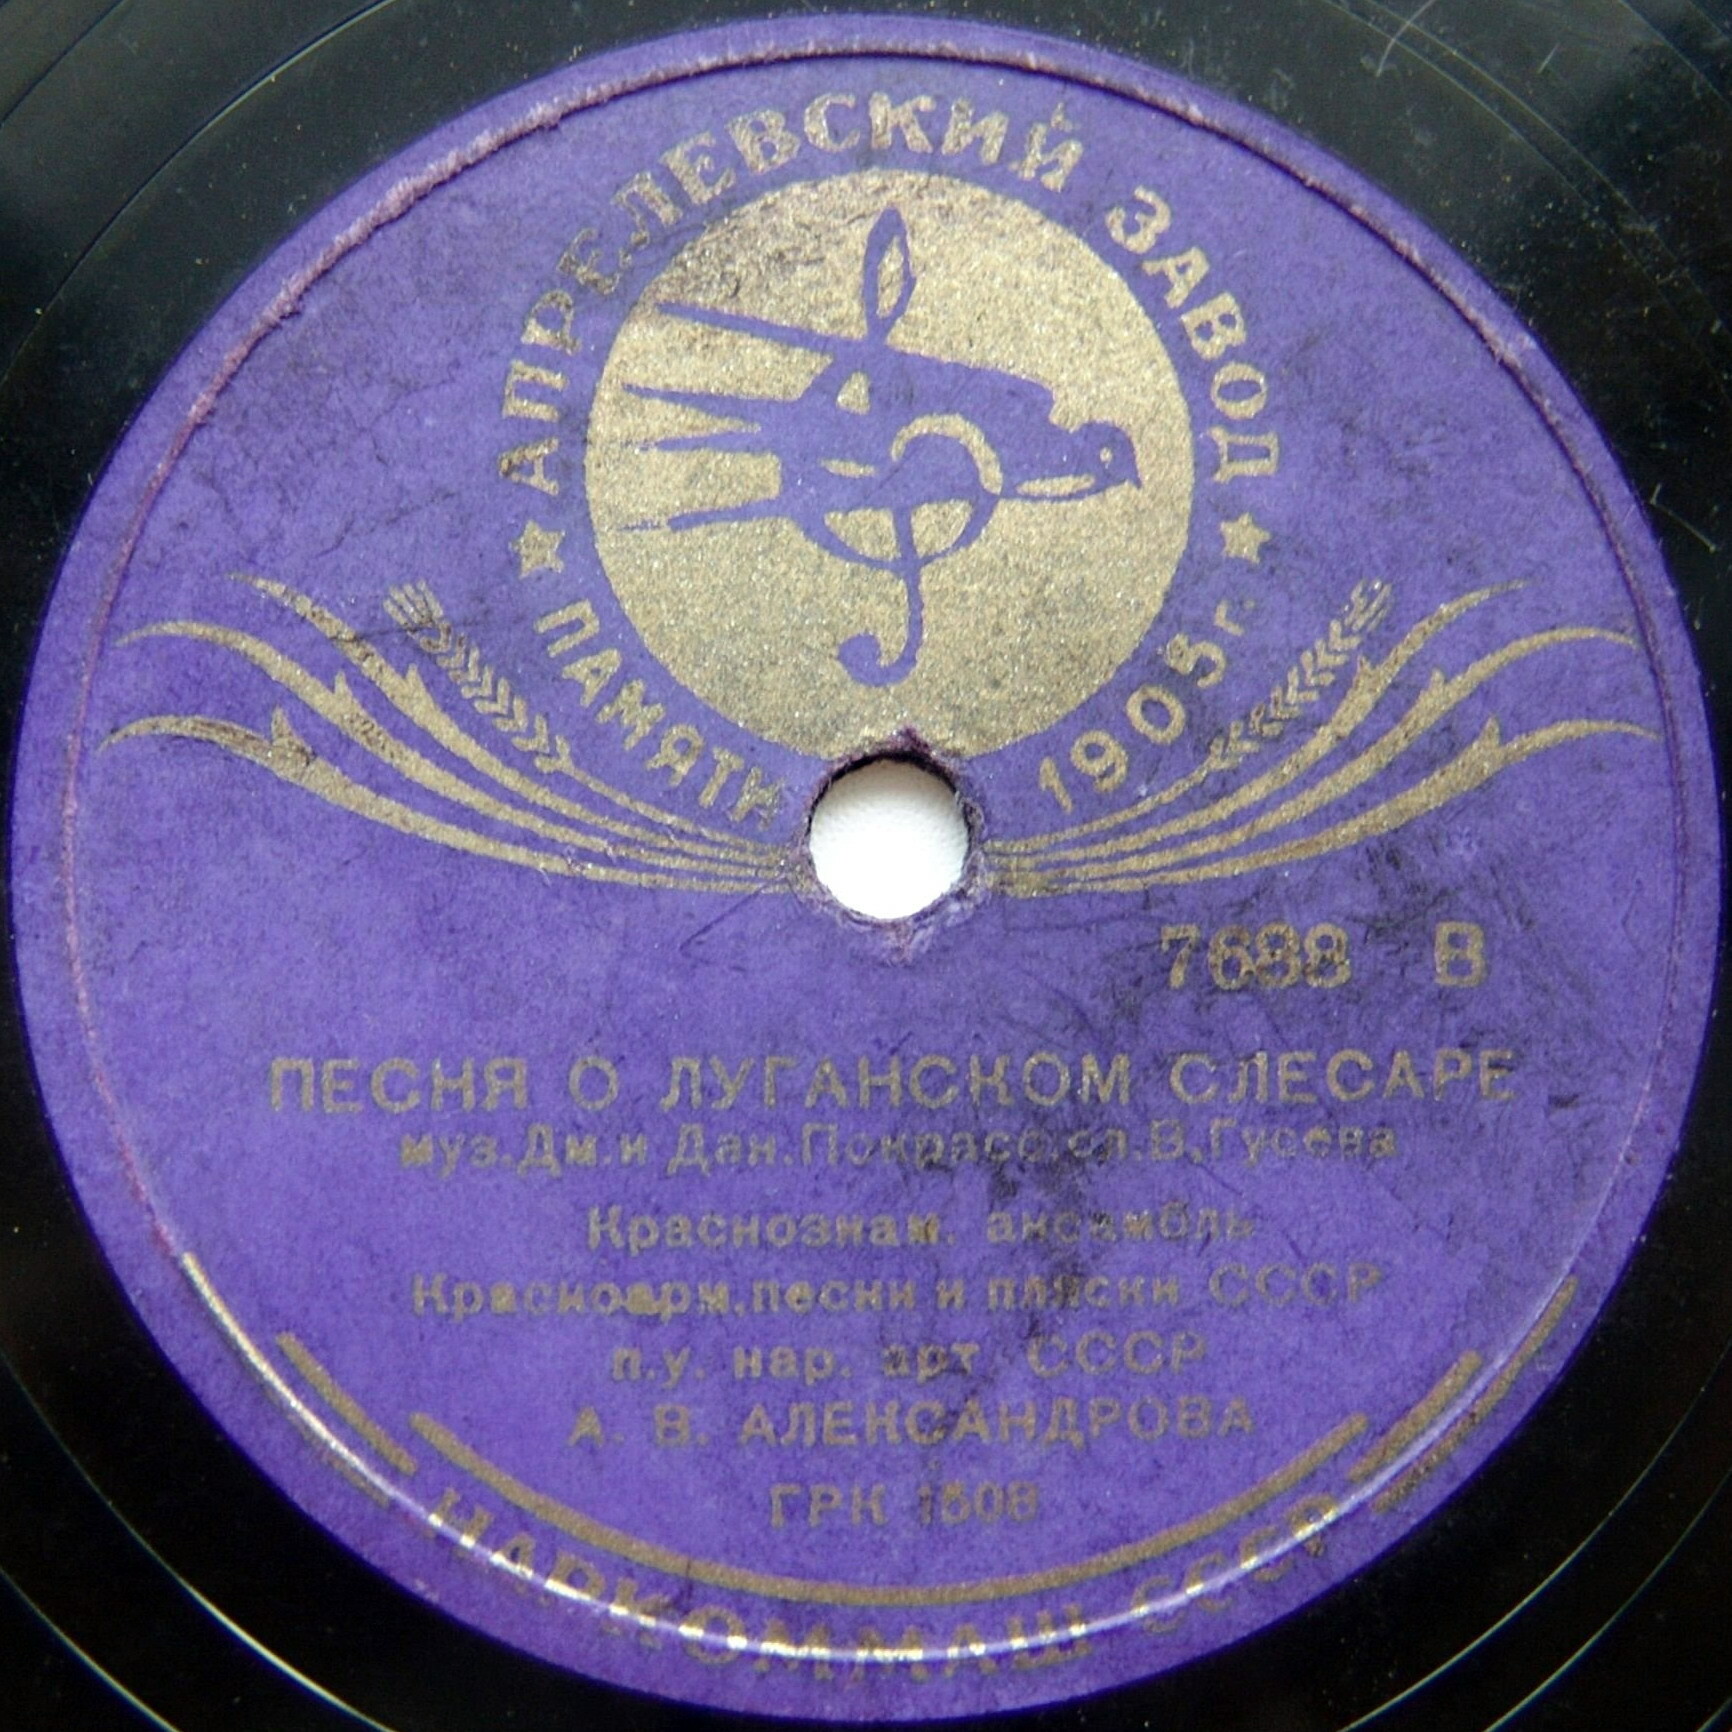 АПРЕЛЕВСКИЙ ЗАВОД
ПАМЯТИ 1905 г.
7688 В
ПЕСНЯ О ЛУГАНСКОМ СЛЕСАРЕ
муз.Дм.и Дан.Покрасс.сл.В.Гусева
Краснознам. ансамбль
Красноарм.песни и пляски СССР
п.у. нар. арт СССР
А. В. АЛЕКСАНДРОВА
ГРК 1508
НАРКОММАШ СССР